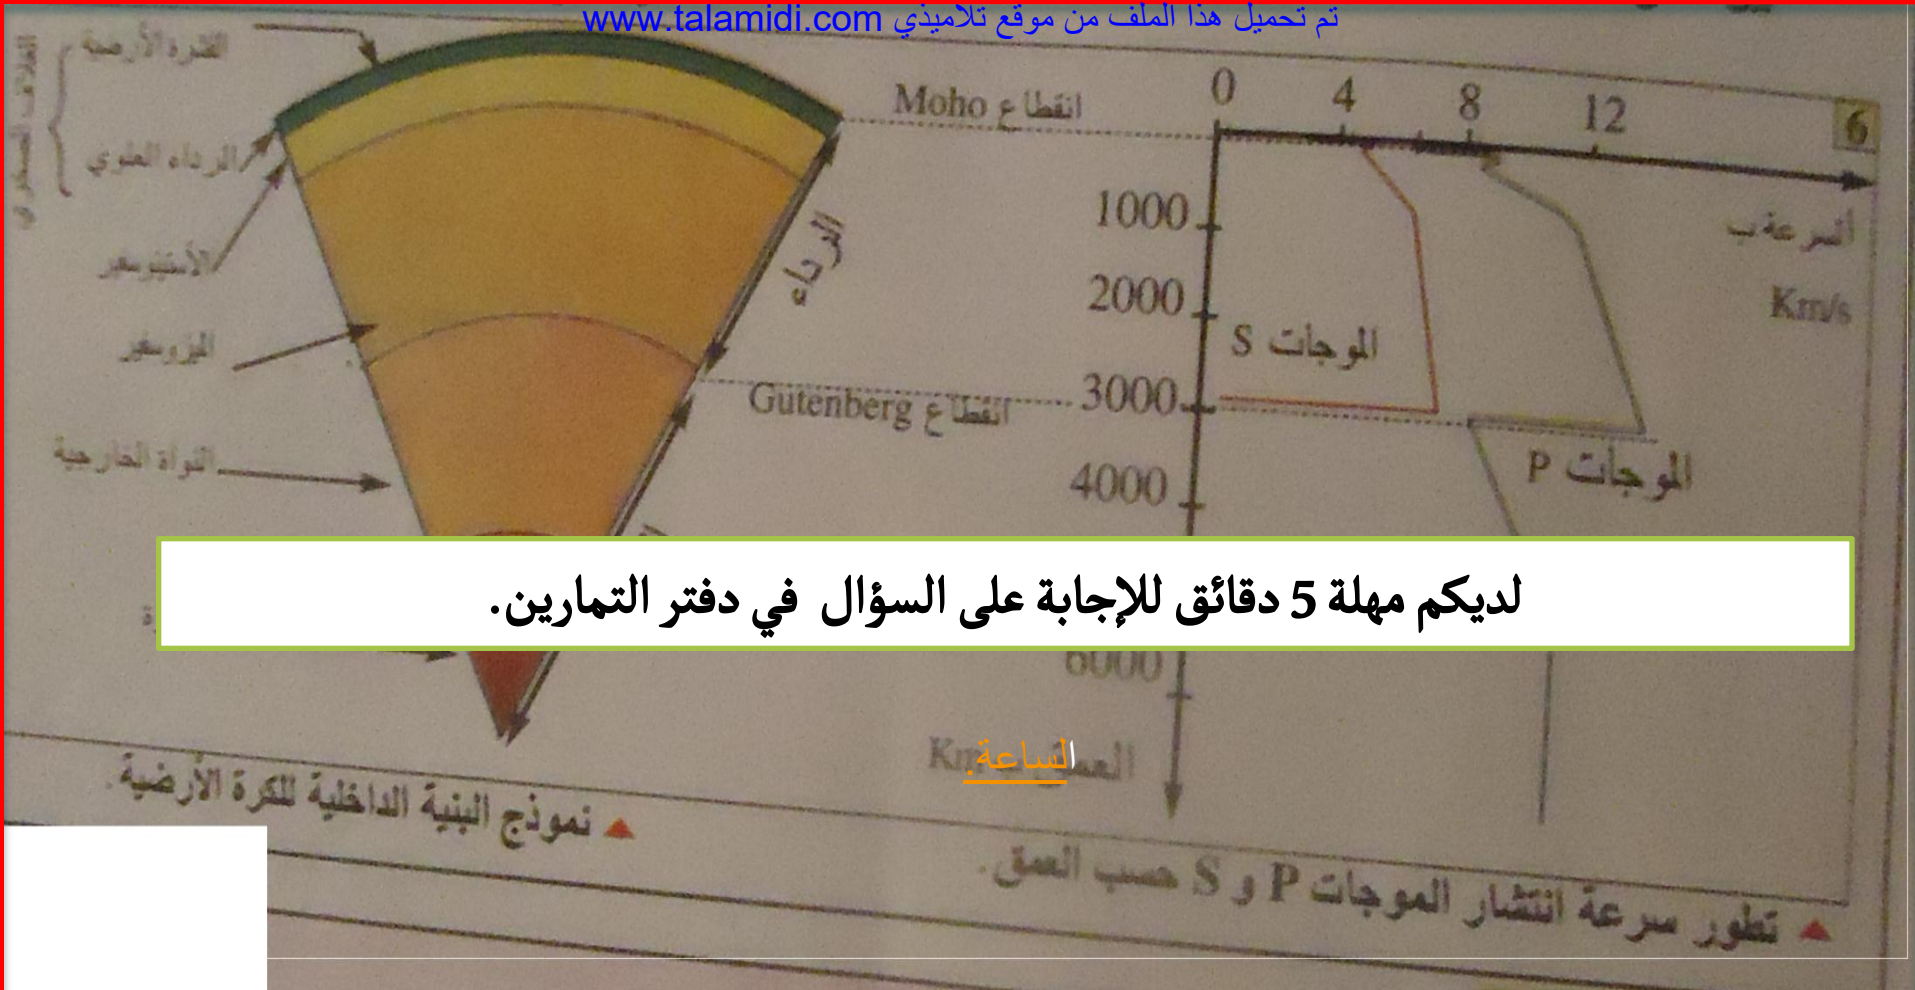 تم تحميل هذا الملف من موقع تلاميذي www.talamidi.com
القشرة الأرضية
الرداء العلوي
الأستينوسفير
الميزوسفير
النواة الخارجية
الرداء
انقطاع Moho
انقطاع Gutenberg
0 4 8 12
6
السرعة ب
Km/s
1000
2000
3000
4000
6000
الموجات S
الموجات P
لديكم مهلة 5 دقائق للإجابة على السؤال في دفتر التمارين.
الساعة.
نموذج البنية الداخلية للكرة الأرضية.
تطور سرعة انتشار الموجات P و S حسب العمق.